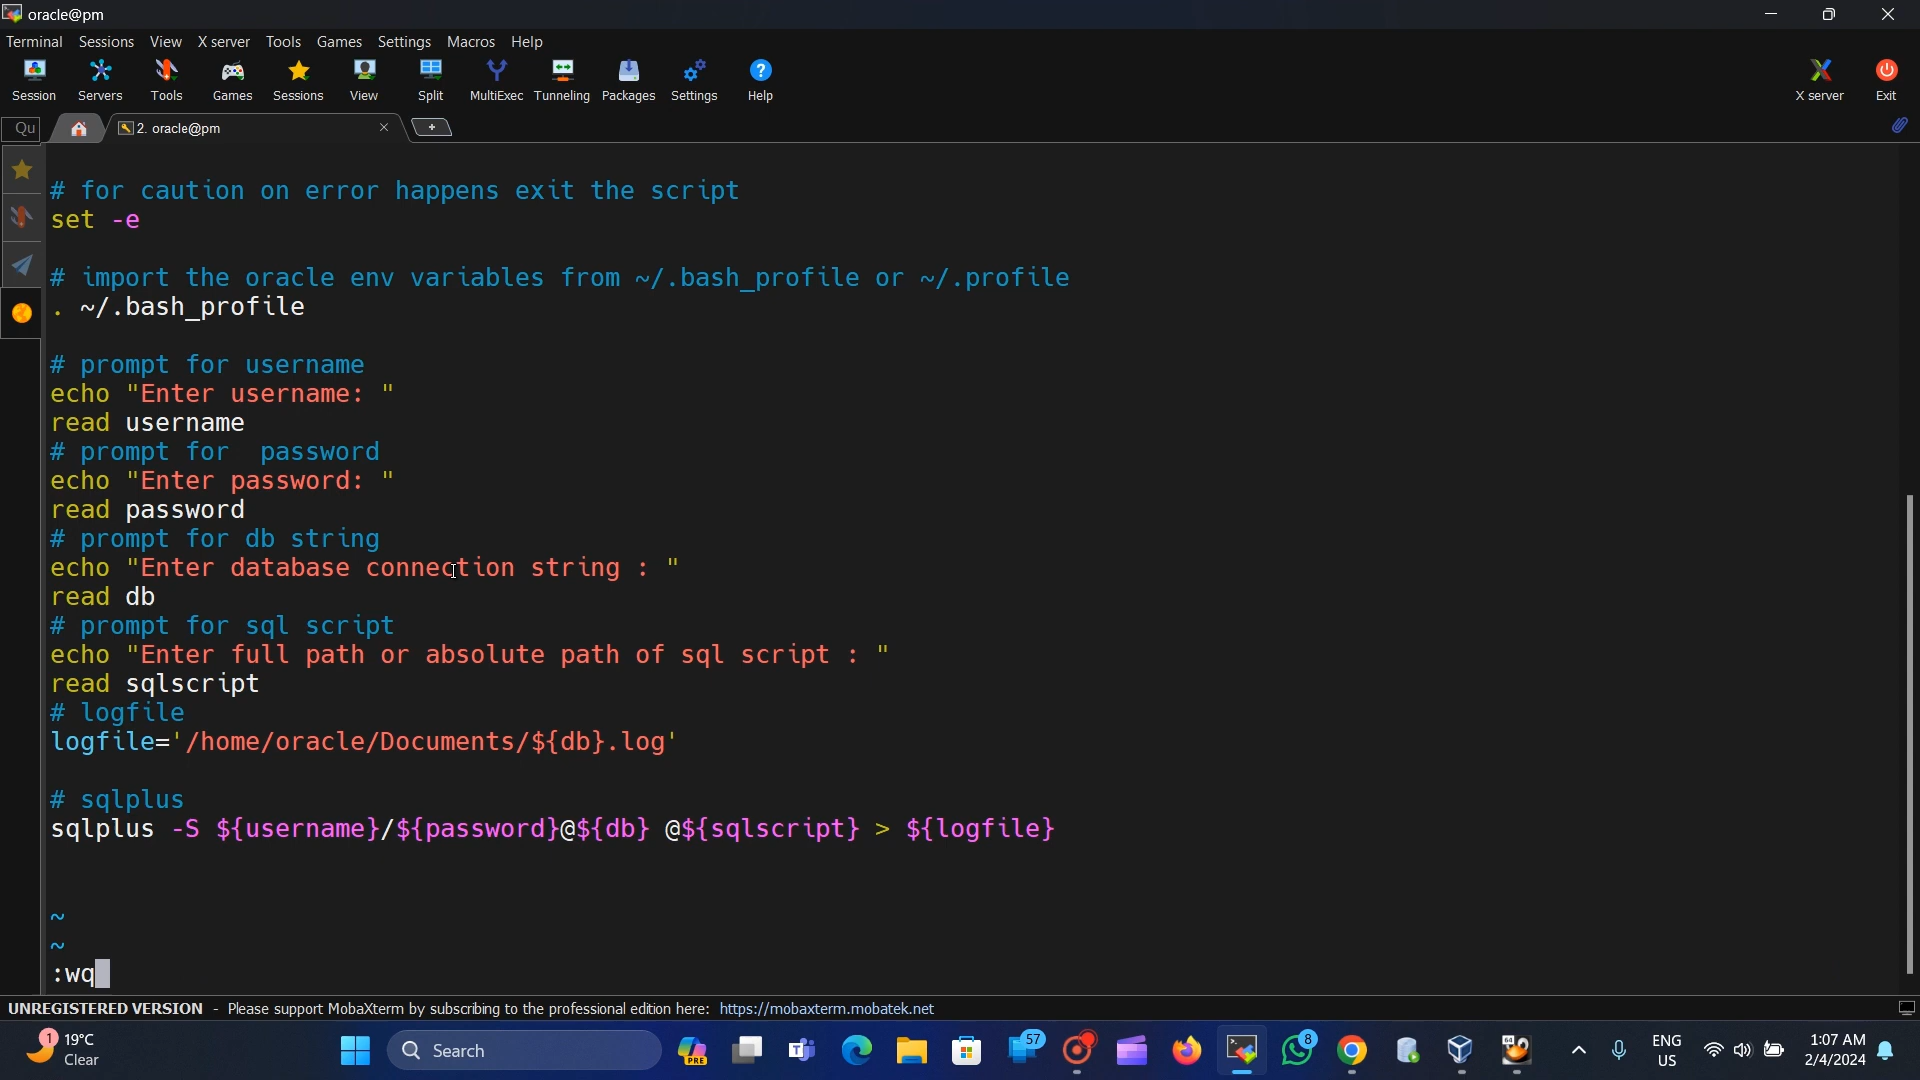 oracle@pm
Terminal Sessions View X server Tools Games Settings Macros Help
Session Servers Tools Games Sessions View Split MultiExec Tunneling Packages Settings Help X server Exit
Qu 2. oracle@pm
# for caution on error happens exit the script
set -e
# import the oracle env variables from ~/.bash_profile or ~/.profile
. ~/.bash_profile
# prompt for username
echo "Enter username: "
read username
# prompt for  password
echo "Enter password: "
read password
# prompt for db string
echo "Enter database connection string : "
read db
# prompt for sql script
echo "Enter full path or absolute path of sql script : "
read sqlscript
# logfile
logfile='/home/oracle/Documents/${db}.log'
# sqlplus
sqlplus -S ${username}/${password}@${db} @${sqlscript} > ${logfile}
~
~
:wq
UNREGISTERED VERSION - Please support MobaXterm by subscribing to the professional edition here: https://mobaxterm.mobatek.net
1 19°C Search PRE 57 8 64 ENG 1:07 AM
Clear US 2/4/2024